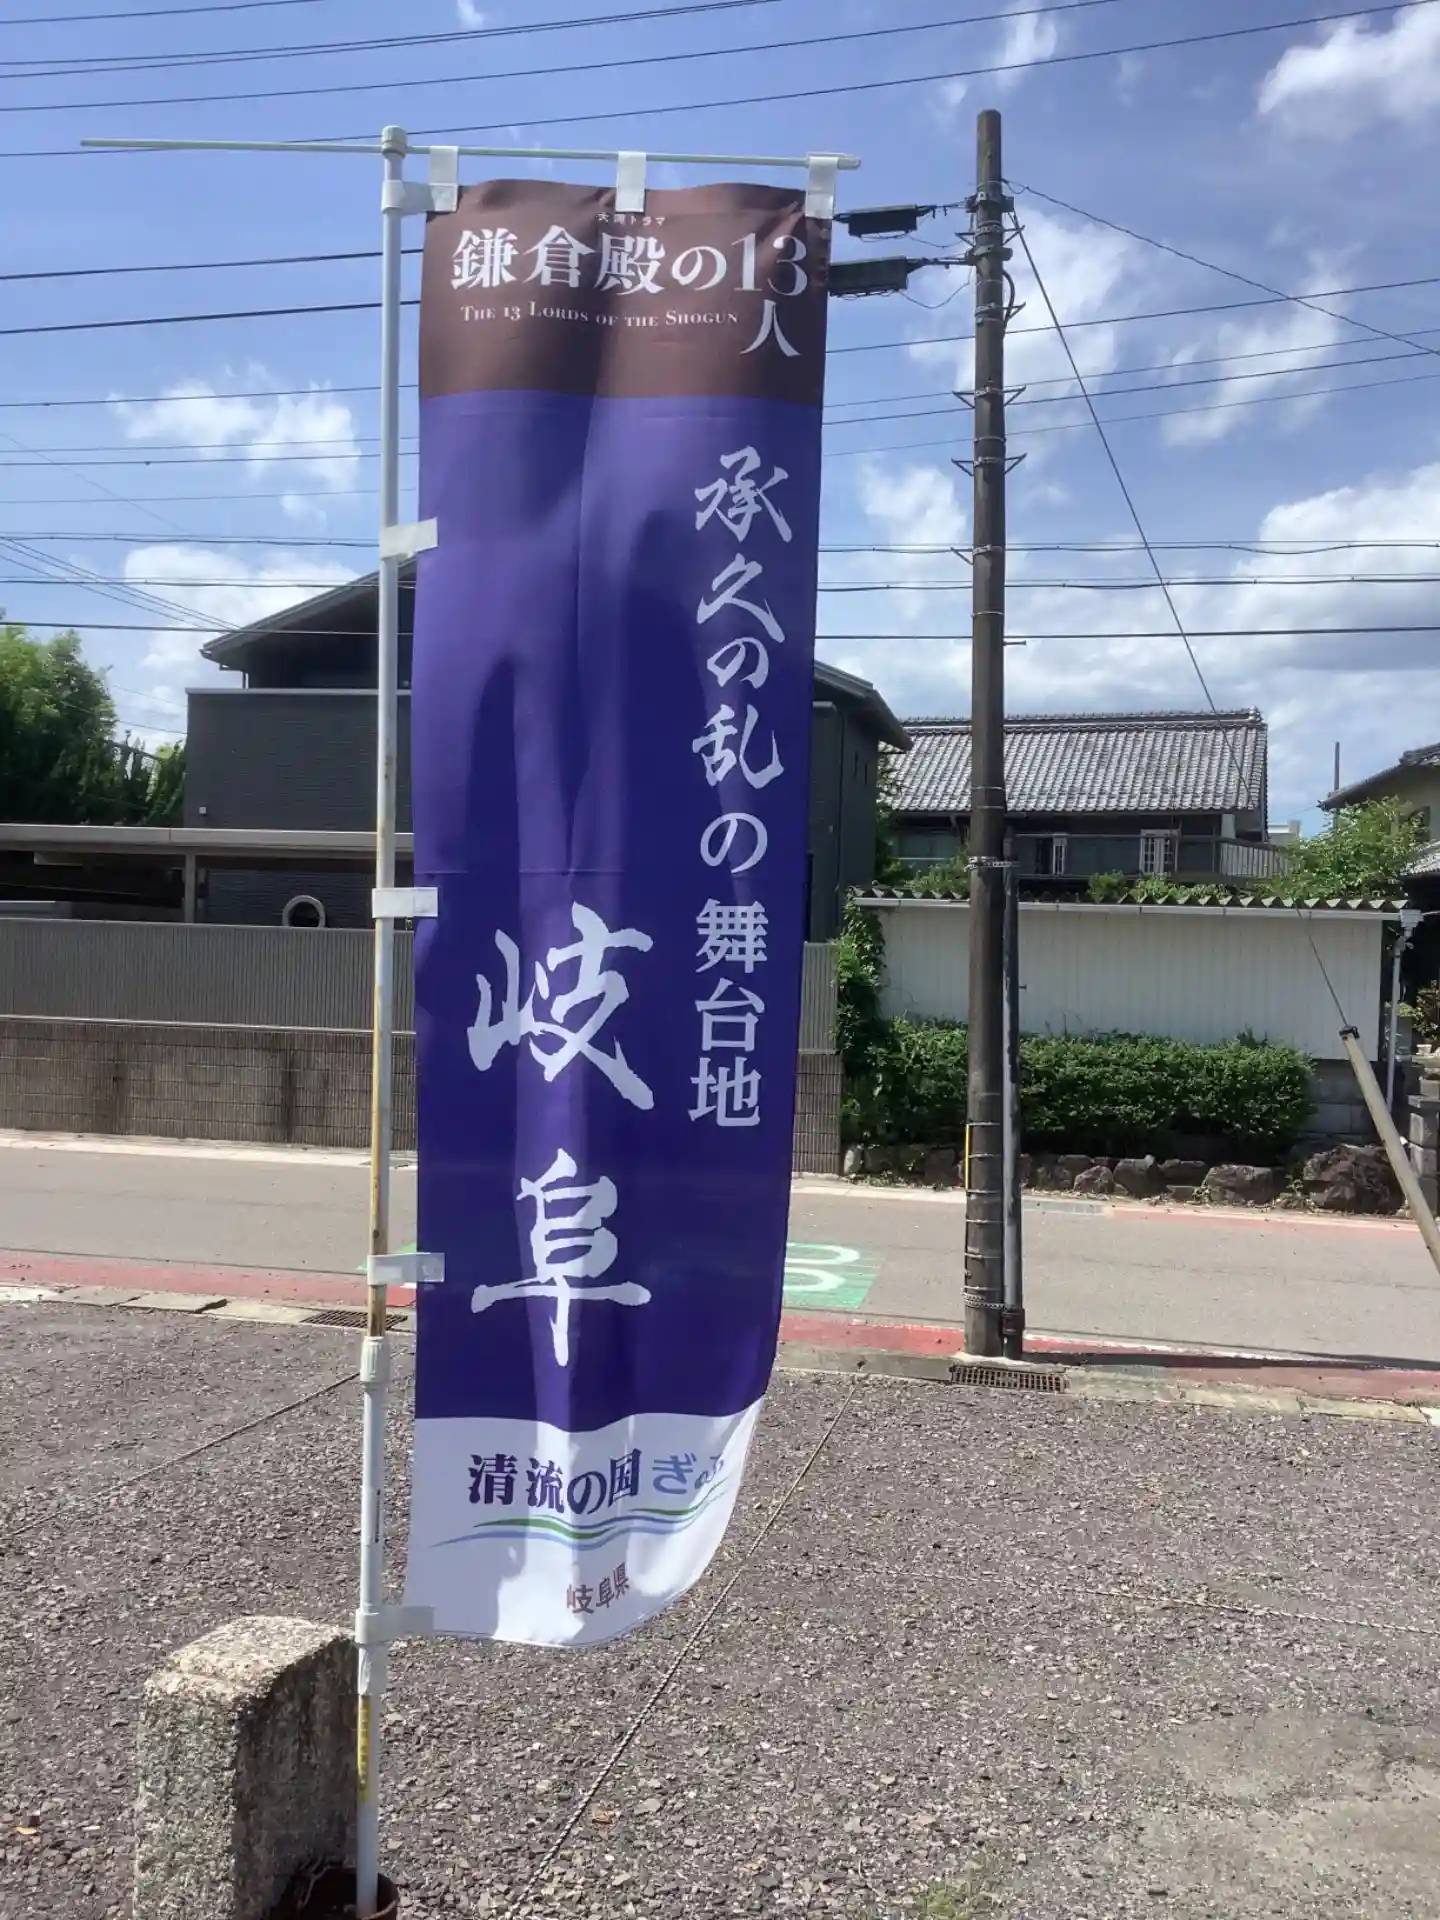 大河ドラマ
鎌倉殿の13人
THE 13 LORDS OF THE SHOGUN
承久の乱の舞台地
岐阜
清流の国ぎふ
岐阜県